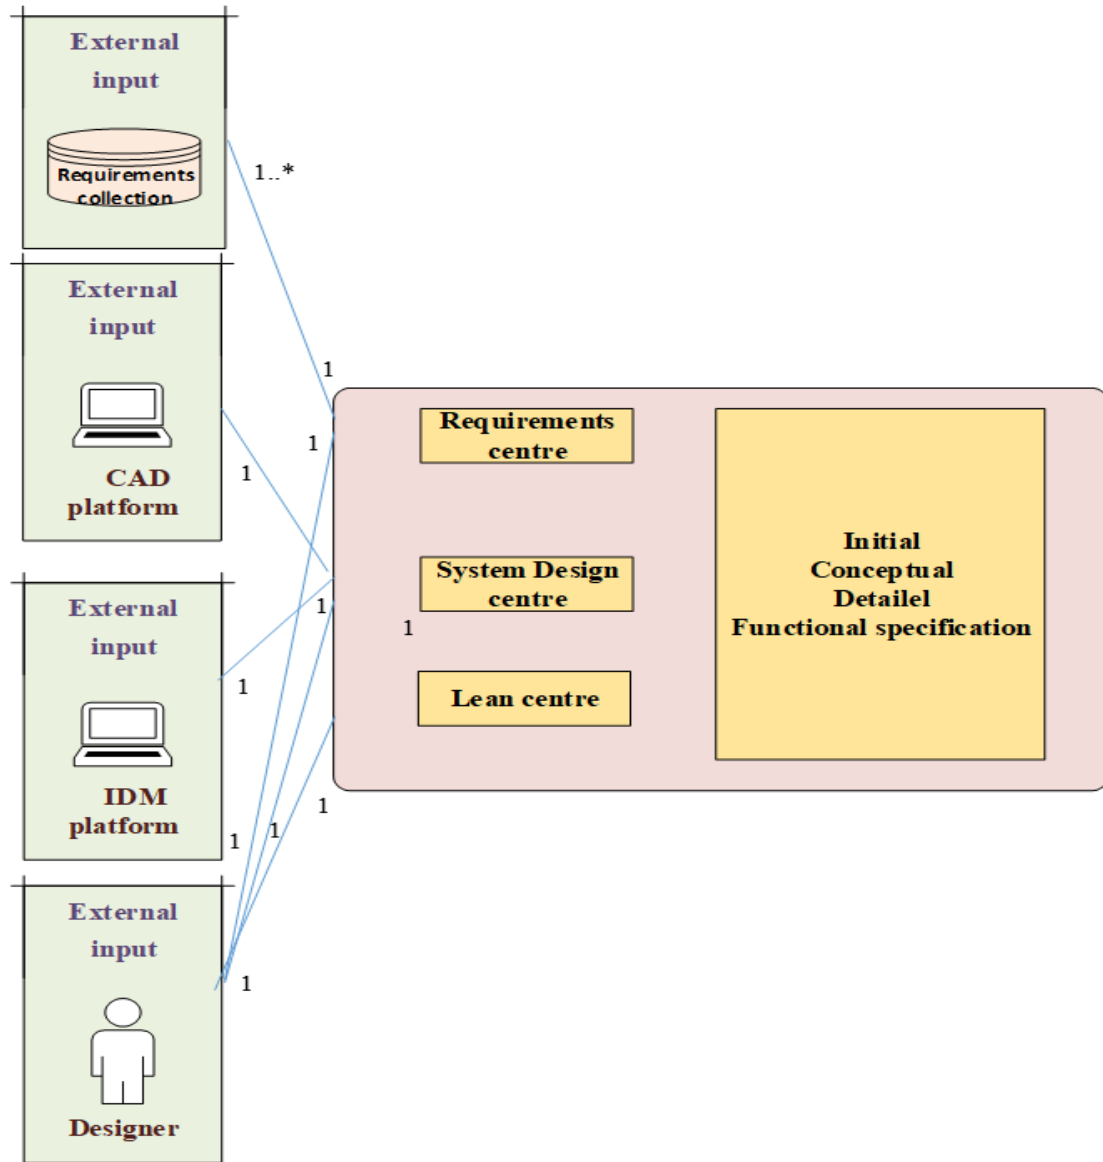 External
input
Requirements
collection
1..*
External
input
CAD
platform
1
1
1
External
input
IDM
platform
1
1
1
1
External
input
Designer
1
1
Requirements
centre
System Design
centre
1
Lean centre
Initial
Conceptual
Detailel
Functional specification